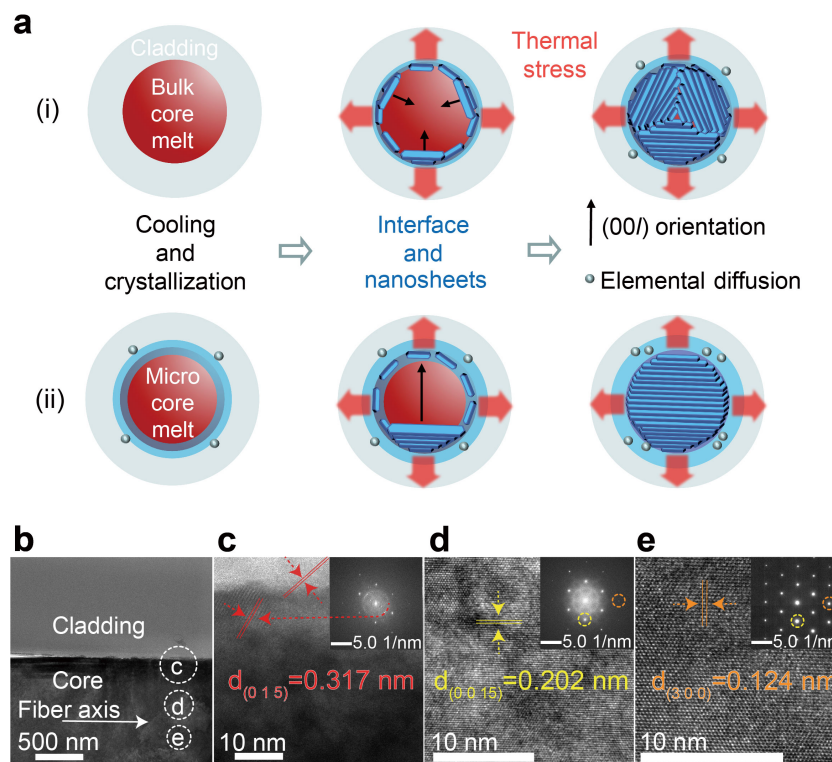 a
Cladding
Bulk
core
melt
(i)
Thermal
stress
Cooling
and
crystallization
Interface
and
nanosheets
(00l) orientation
Elemental diffusion
Micro
core
melt
(ii)
b
Cladding
Core
Fiber axis
500 nm
c
d
e
c
5.0 1/nm
d(0 1 5)=0.317 nm
10 nm
d
5.0 1/nm
d(0 0 15)=0.202 nm
10 nm
e
5.0 1/nm
d(3 0 0)=0.124 nm
10 nm